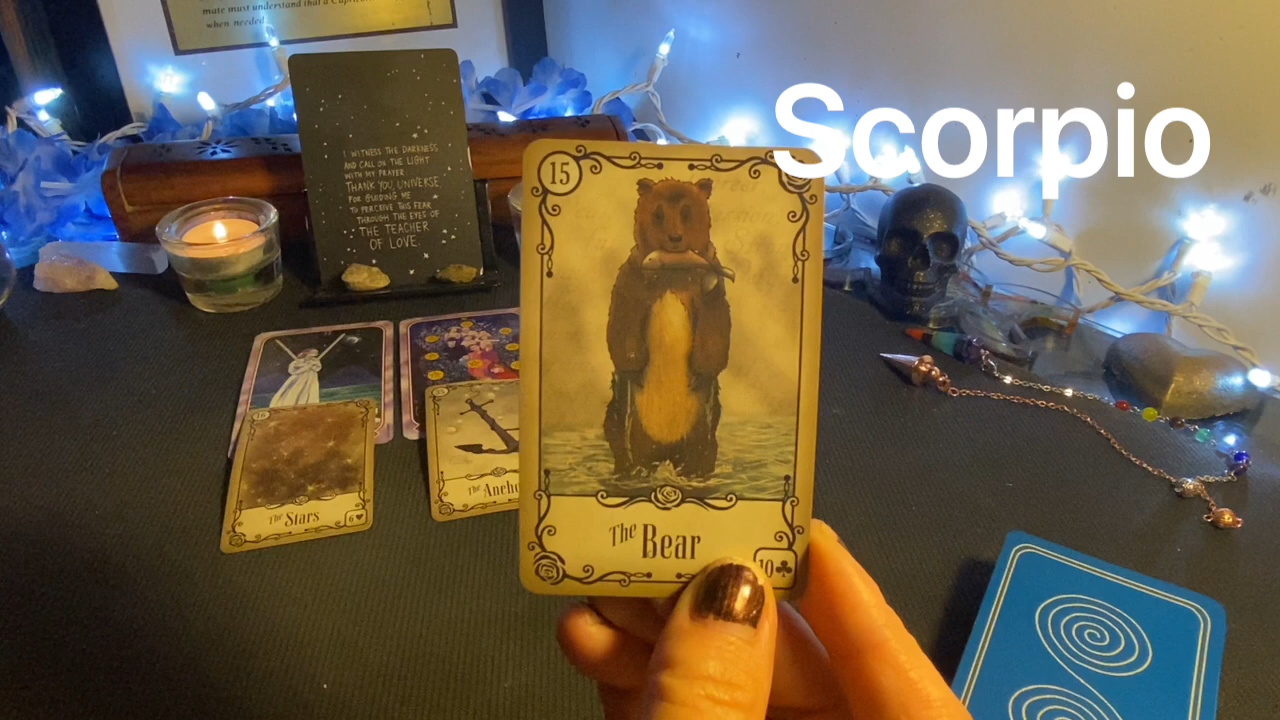 mate must understand that a Capricorn
when needed
Scorpio
I WITNESS THE DARKNESS
AND CALL ON THE LIGHT
WITH MY PRAYER
THANK YOU, UNIVERSE,
FOR GUIDING ME
TO PERCEIVE THIS FEAR
THROUGH THE EYES OF
THE TEACHER
OF LOVE.
15
The Bear
10♣
The Stars
6♥
The Ancho